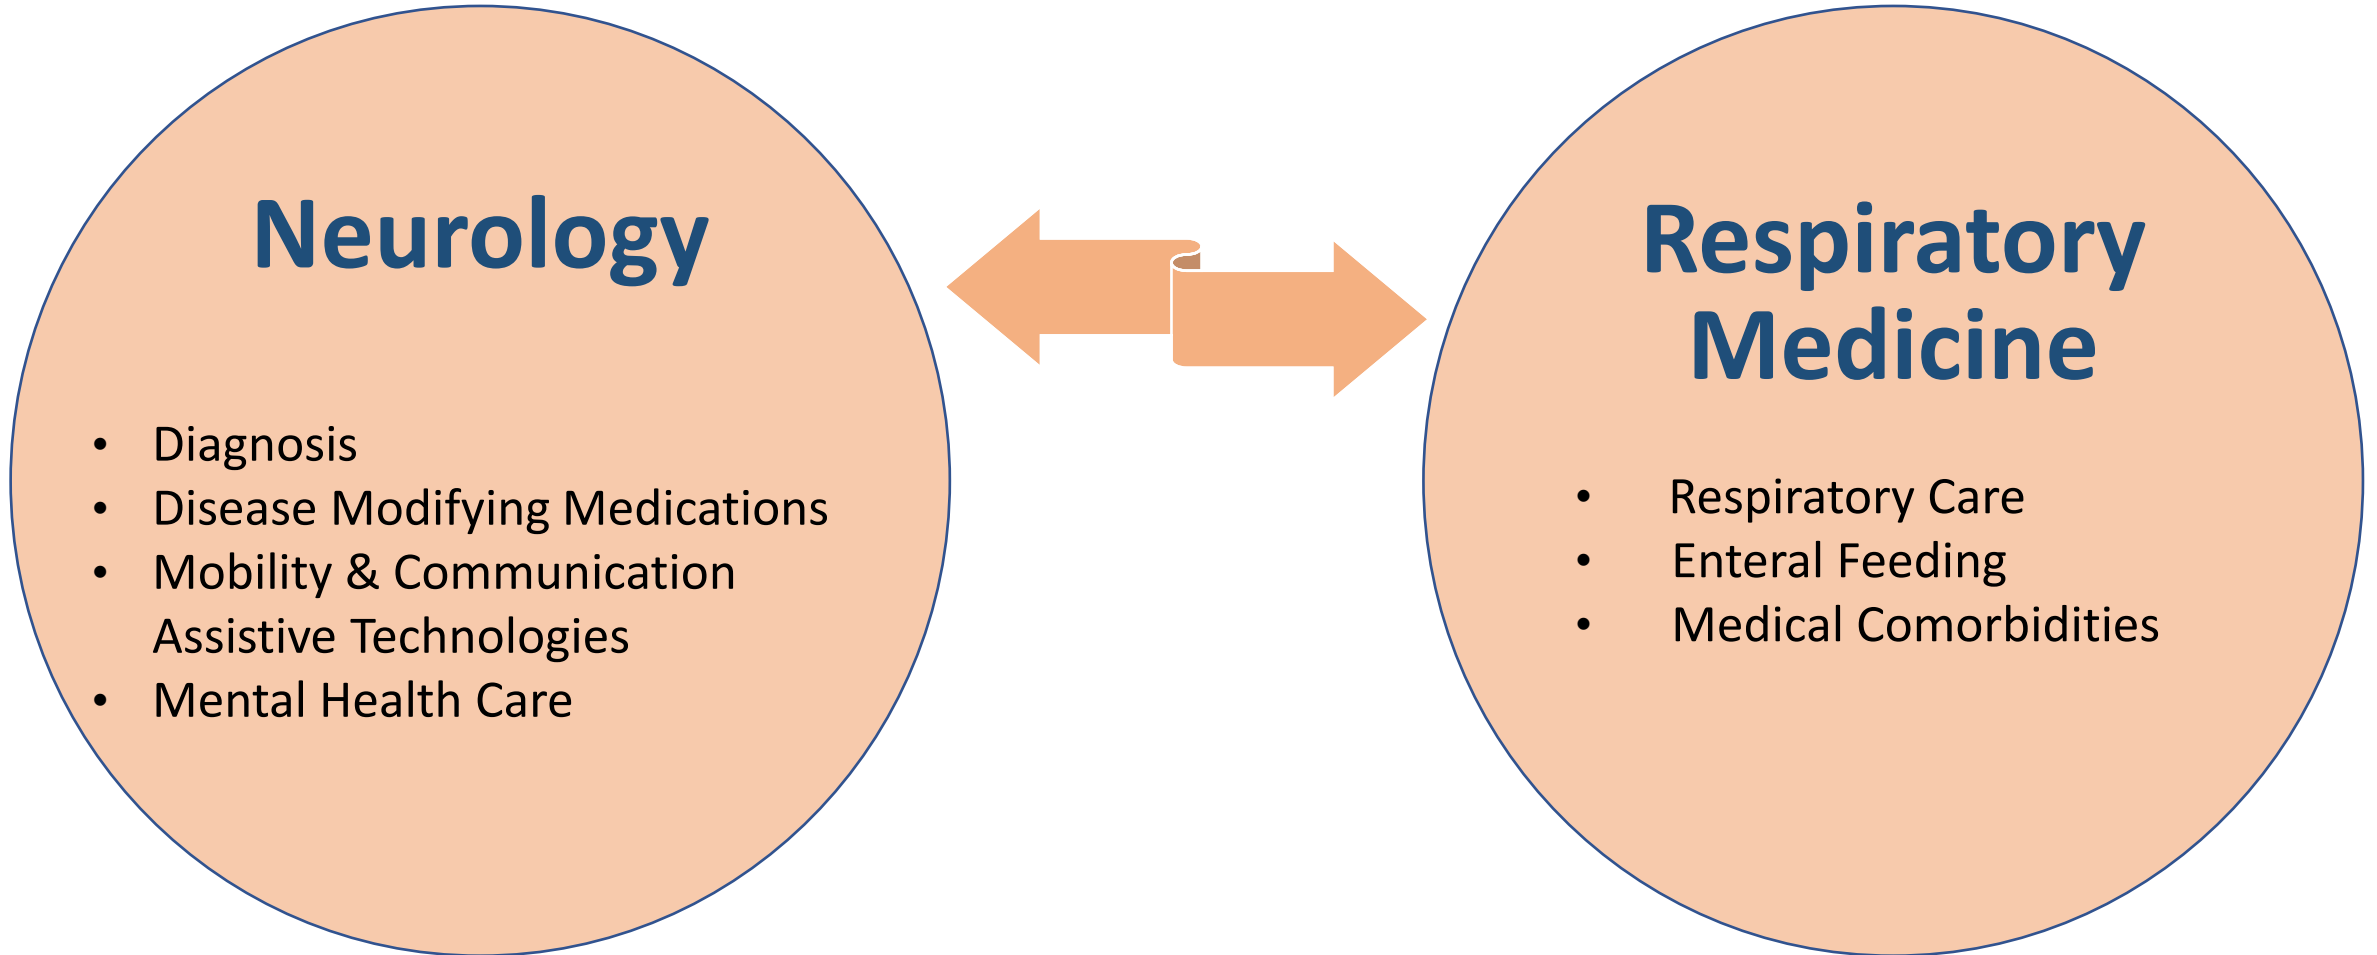 Neurology
• Diagnosis
• Disease Modifying Medications
• Mobility & Communication
Assistive Technologies
• Mental Health Care
Respiratory
Medicine
• Respiratory Care
• Enteral Feeding
• Medical Comorbidities